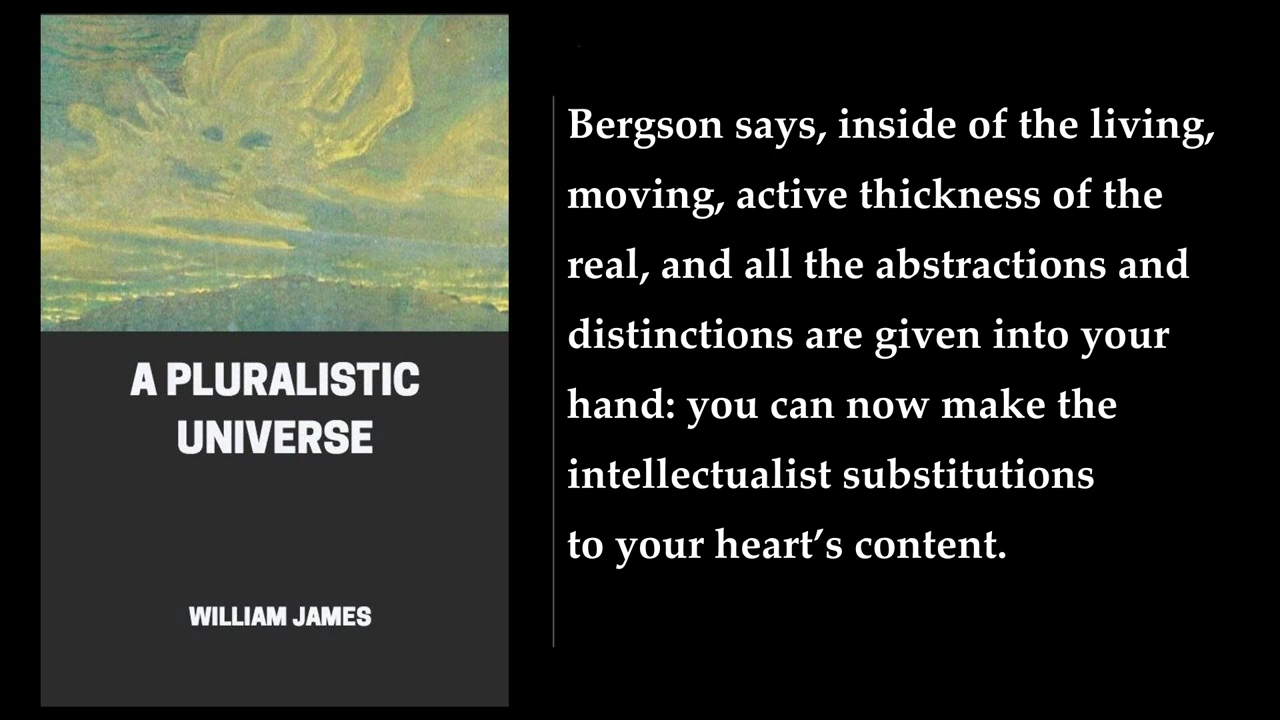 A PLURALISTIC
UNIVERSE
WILLIAM JAMES
Bergson says, inside of the living,
moving, active thickness of the
real, and all the abstractions and
distinctions are given into your
hand: you can now make the
intellectualist substitutions
to your heart’s content.